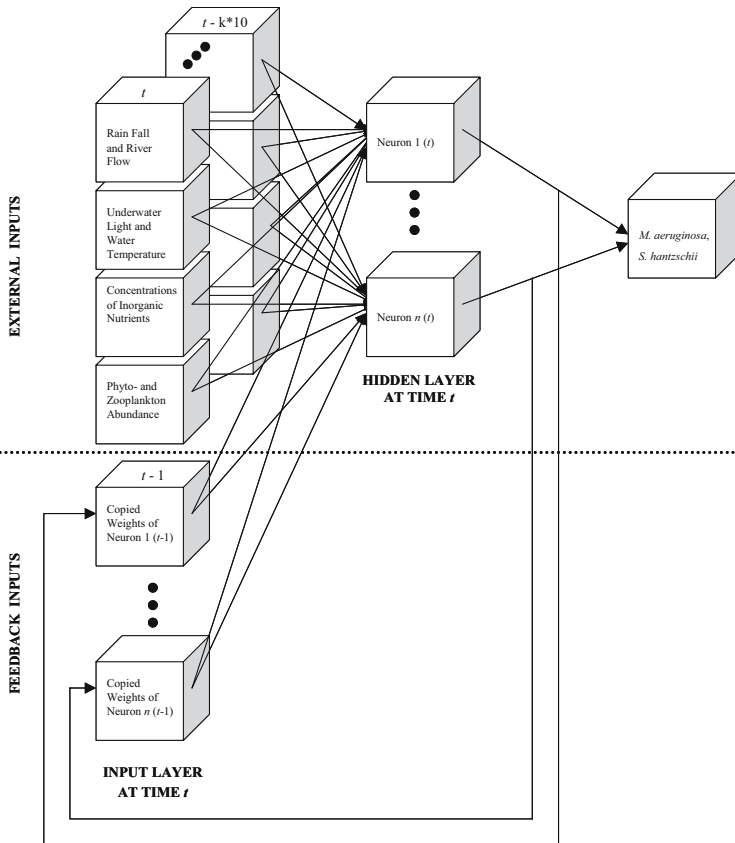 t - k*10
t
Rain Fall
and River
Flow
Underwater
Light and
Water
Temperature
Concentrations
of Inorganic
Nutrients
Phyto- and
Zooplankton
Abundance
EXTERNAL INPUTS
Neuron 1 (t)
Neuron n (t)
HIDDEN LAYER
AT TIME t
M. aeruginosa,
S. hantzschii
t - 1
Copied
Weights of
Neuron 1 (t-1)
Copied
Weights of
Neuron n (t-1)
FEEDBACK INPUTS
INPUT LAYER
AT TIME t